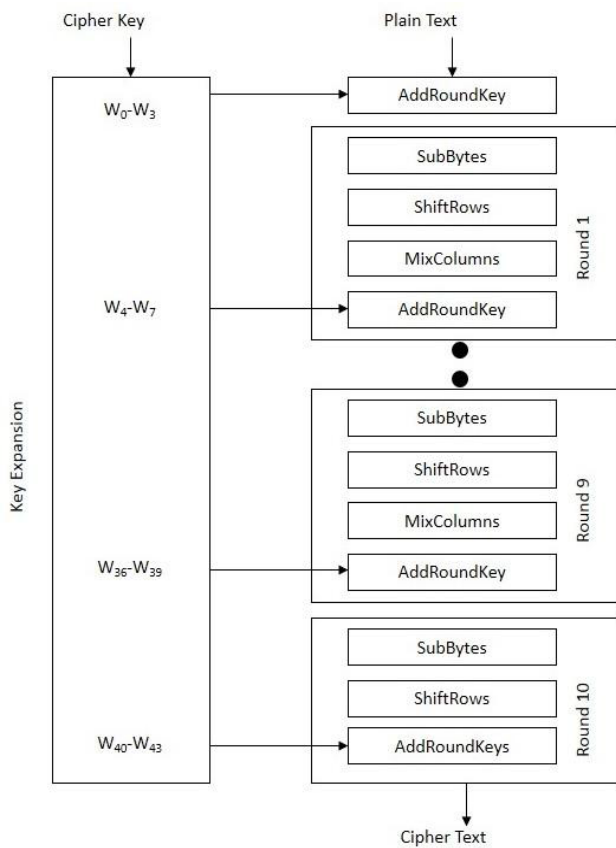 Cipher Key
Plain Text
W₀-W₃
AddRoundKey
SubBytes
ShiftRows
MixColumns
W₄-W₇
AddRoundKey
Round 1
Key Expansion
SubBytes
ShiftRows
MixColumns
W₃₆-W₃₉
AddRoundKey
Round 9
SubBytes
ShiftRows
W₄₀-W₄₃
AddRoundKeys
Round 10
Cipher Text